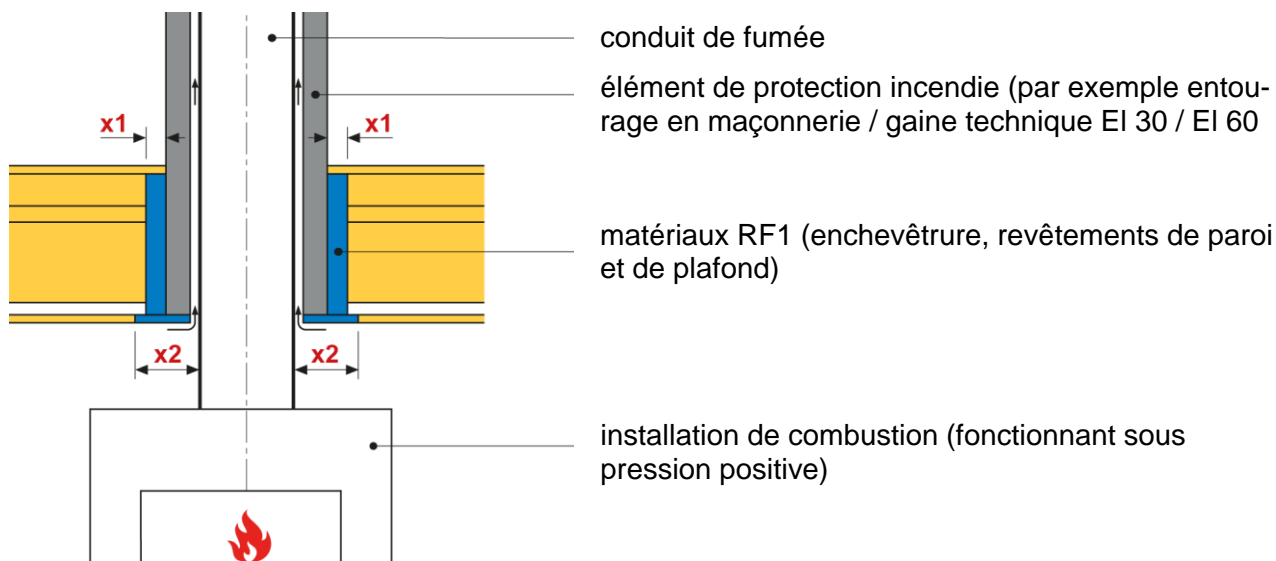 conduit de fumée
élément de protection incendie (par exemple entou-
rage en maçonnerie / gaine technique EI 30 / EI 60
x1 x1
matériaux RF1 (enchevêtrure, revêtements de paroi
et de plafond)
x2 x2
installation de combustion (fonctionnant sous
pression positive)